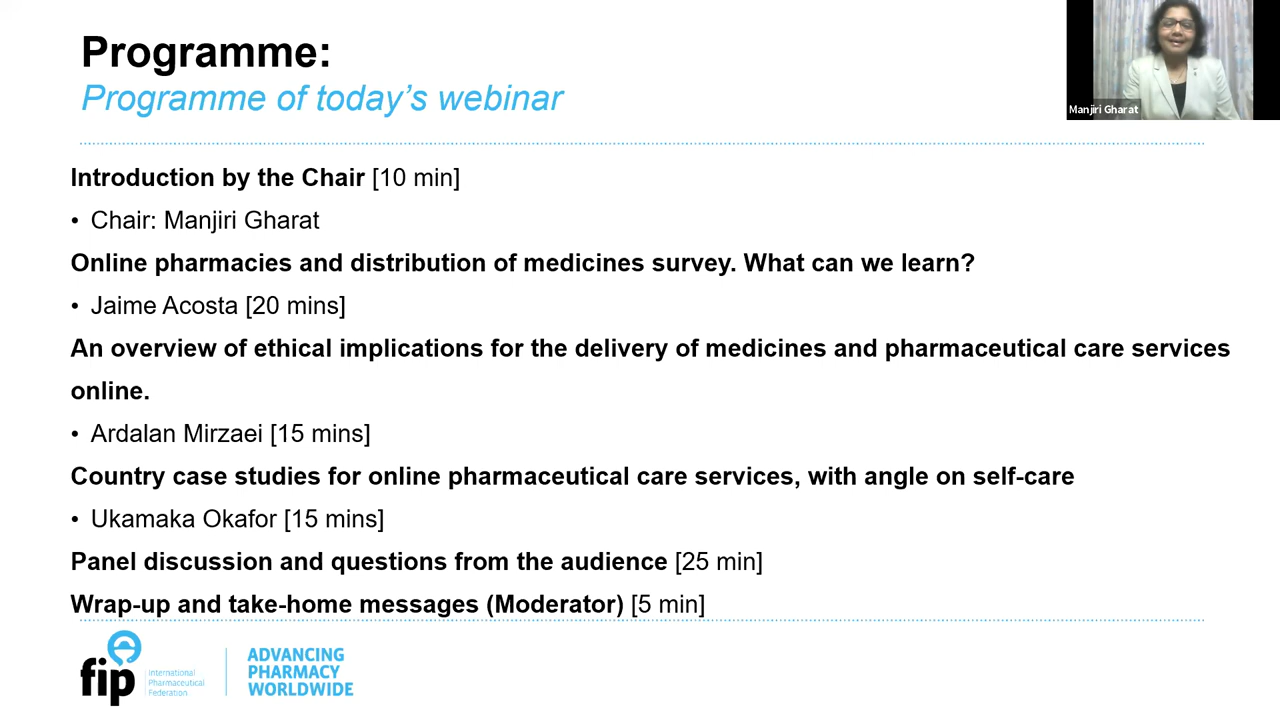 Programme:
Programme of today's webinar
Manjiri Gharat
Introduction by the Chair [10 min]
• Chair: Manjiri Gharat
Online pharmacies and distribution of medicines survey. What can we learn?
• Jaime Acosta [20 mins]
An overview of ethical implications for the delivery of medicines and pharmaceutical care services
online.
• Ardalan Mirzaei [15 mins]
Country case studies for online pharmaceutical care services, with angle on self-care
• Ukamaka Okafor [15 mins]
Panel discussion and questions from the audience [25 min]
Wrap-up and take-home messages (Moderator) [5 min]
fip
International
Pharmaceutical
Federation
ADVANCING
PHARMACY
WORLDWIDE